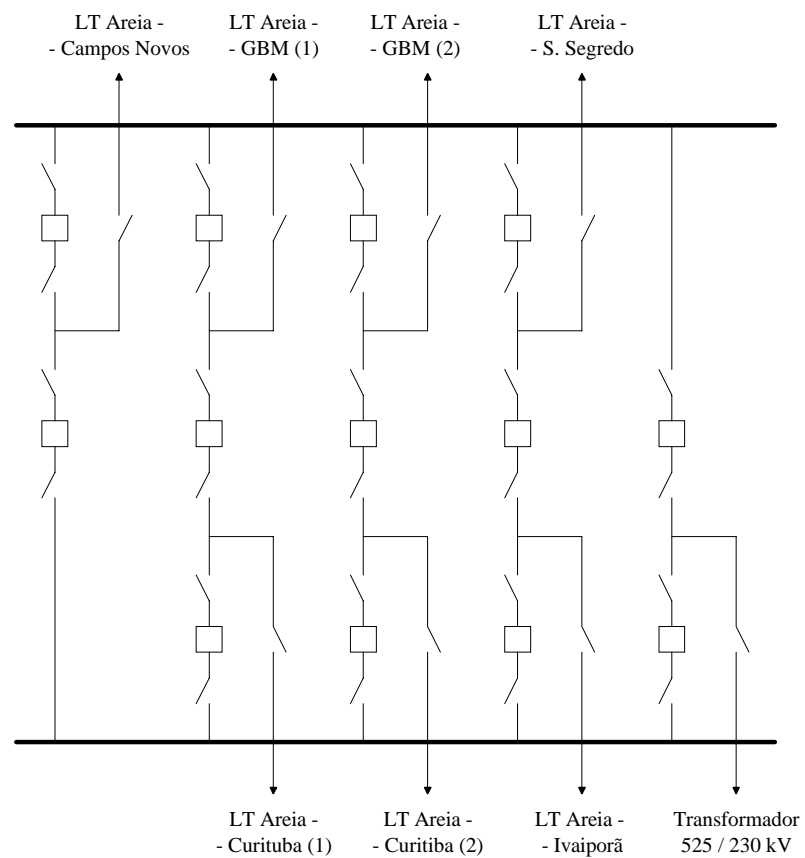 LT Areia -
- Campos Novos
LT Areia -
- GBM (1)
LT Areia -
- GBM (2)
LT Areia -
- S. Segredo
LT Areia -
- Curituba (1)
LT Areia -
- Curitiba (2)
LT Areia -
- Ivaiporã
Transformador
525 / 230 kV